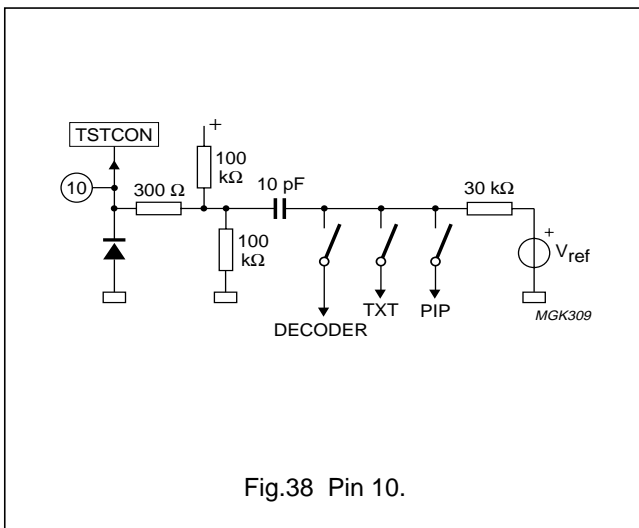 TSTCON
+
100
kΩ
10
300 Ω
10 pF
30 kΩ
100
kΩ
+
Vref
DECODER
TXT
PIP
MGK309
Fig.38 Pin 10.